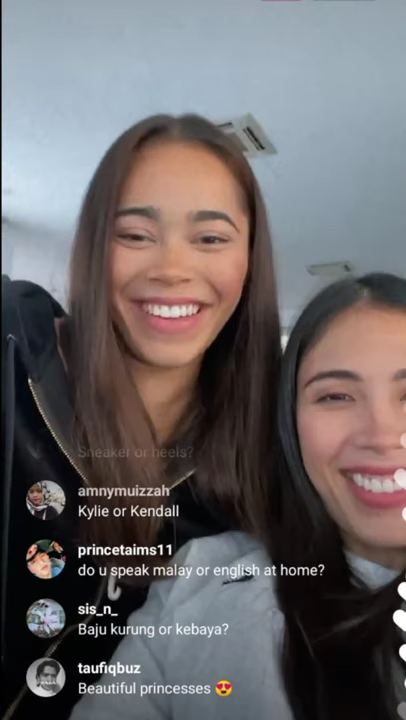 Sneaker or heels?
amnymuizzah
Kylie or Kendall
princetaims11
do u speak malay or english at home?
sis_n_
Baju kurung or kebaya?
taufiqbuz
Beautiful princesses 😍